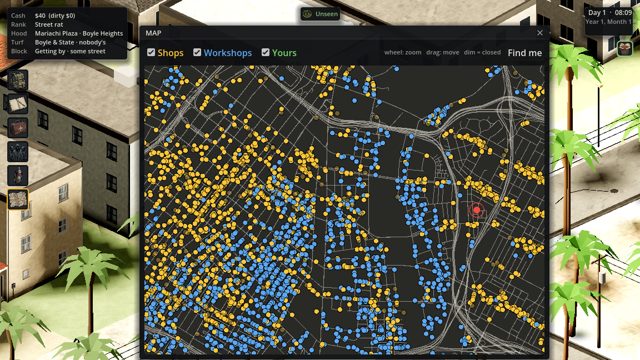 Cash $40 (dirty $0)
Rank Street rat
Hood Mariachi Plaza · Boyle Heights
Turf Boyle & State · nobody's
Block Getting by · some street
Unseen
Day 1 · 08:09
Year 1, Month 1
MAP
Shops Workshops Yours
wheel: zoom drag: move dim = closed Find me